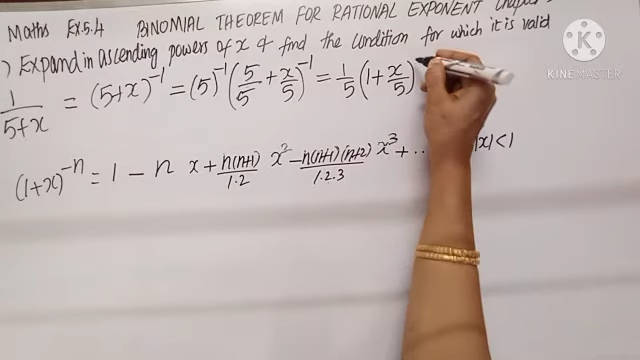 Maths Ex.5.4 BINOMIAL THEOREM FOR RATIONAL EXPONENT
) Expand in ascending powers of x & find the condition for which it is valid
1/(5+x) = (5+x)^-1 = (5)^-1 (5/5 + x/5)^-1 = 1/5 (1+x/5)
(1+x)^-n = 1 - n x + n(n+1)/1.2 x^2 - n(n+1)(n+2)/1.2.3 x^3 + .. |x|<1
KINEMASTER